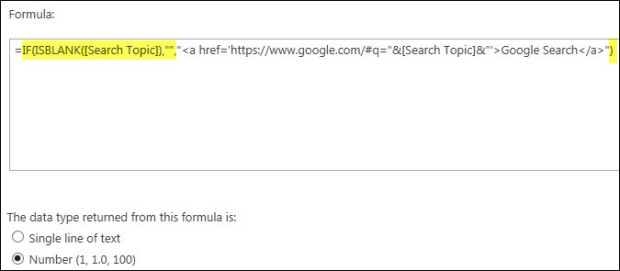 Formula:
=IF(ISBLANK([Search Topic]),"","<a href='https://www.google.com/#q="&[Search Topic]&"'>Google Search</a>")
The data type returned from this formula is:
Single line of text
Number (1, 1.0, 100)